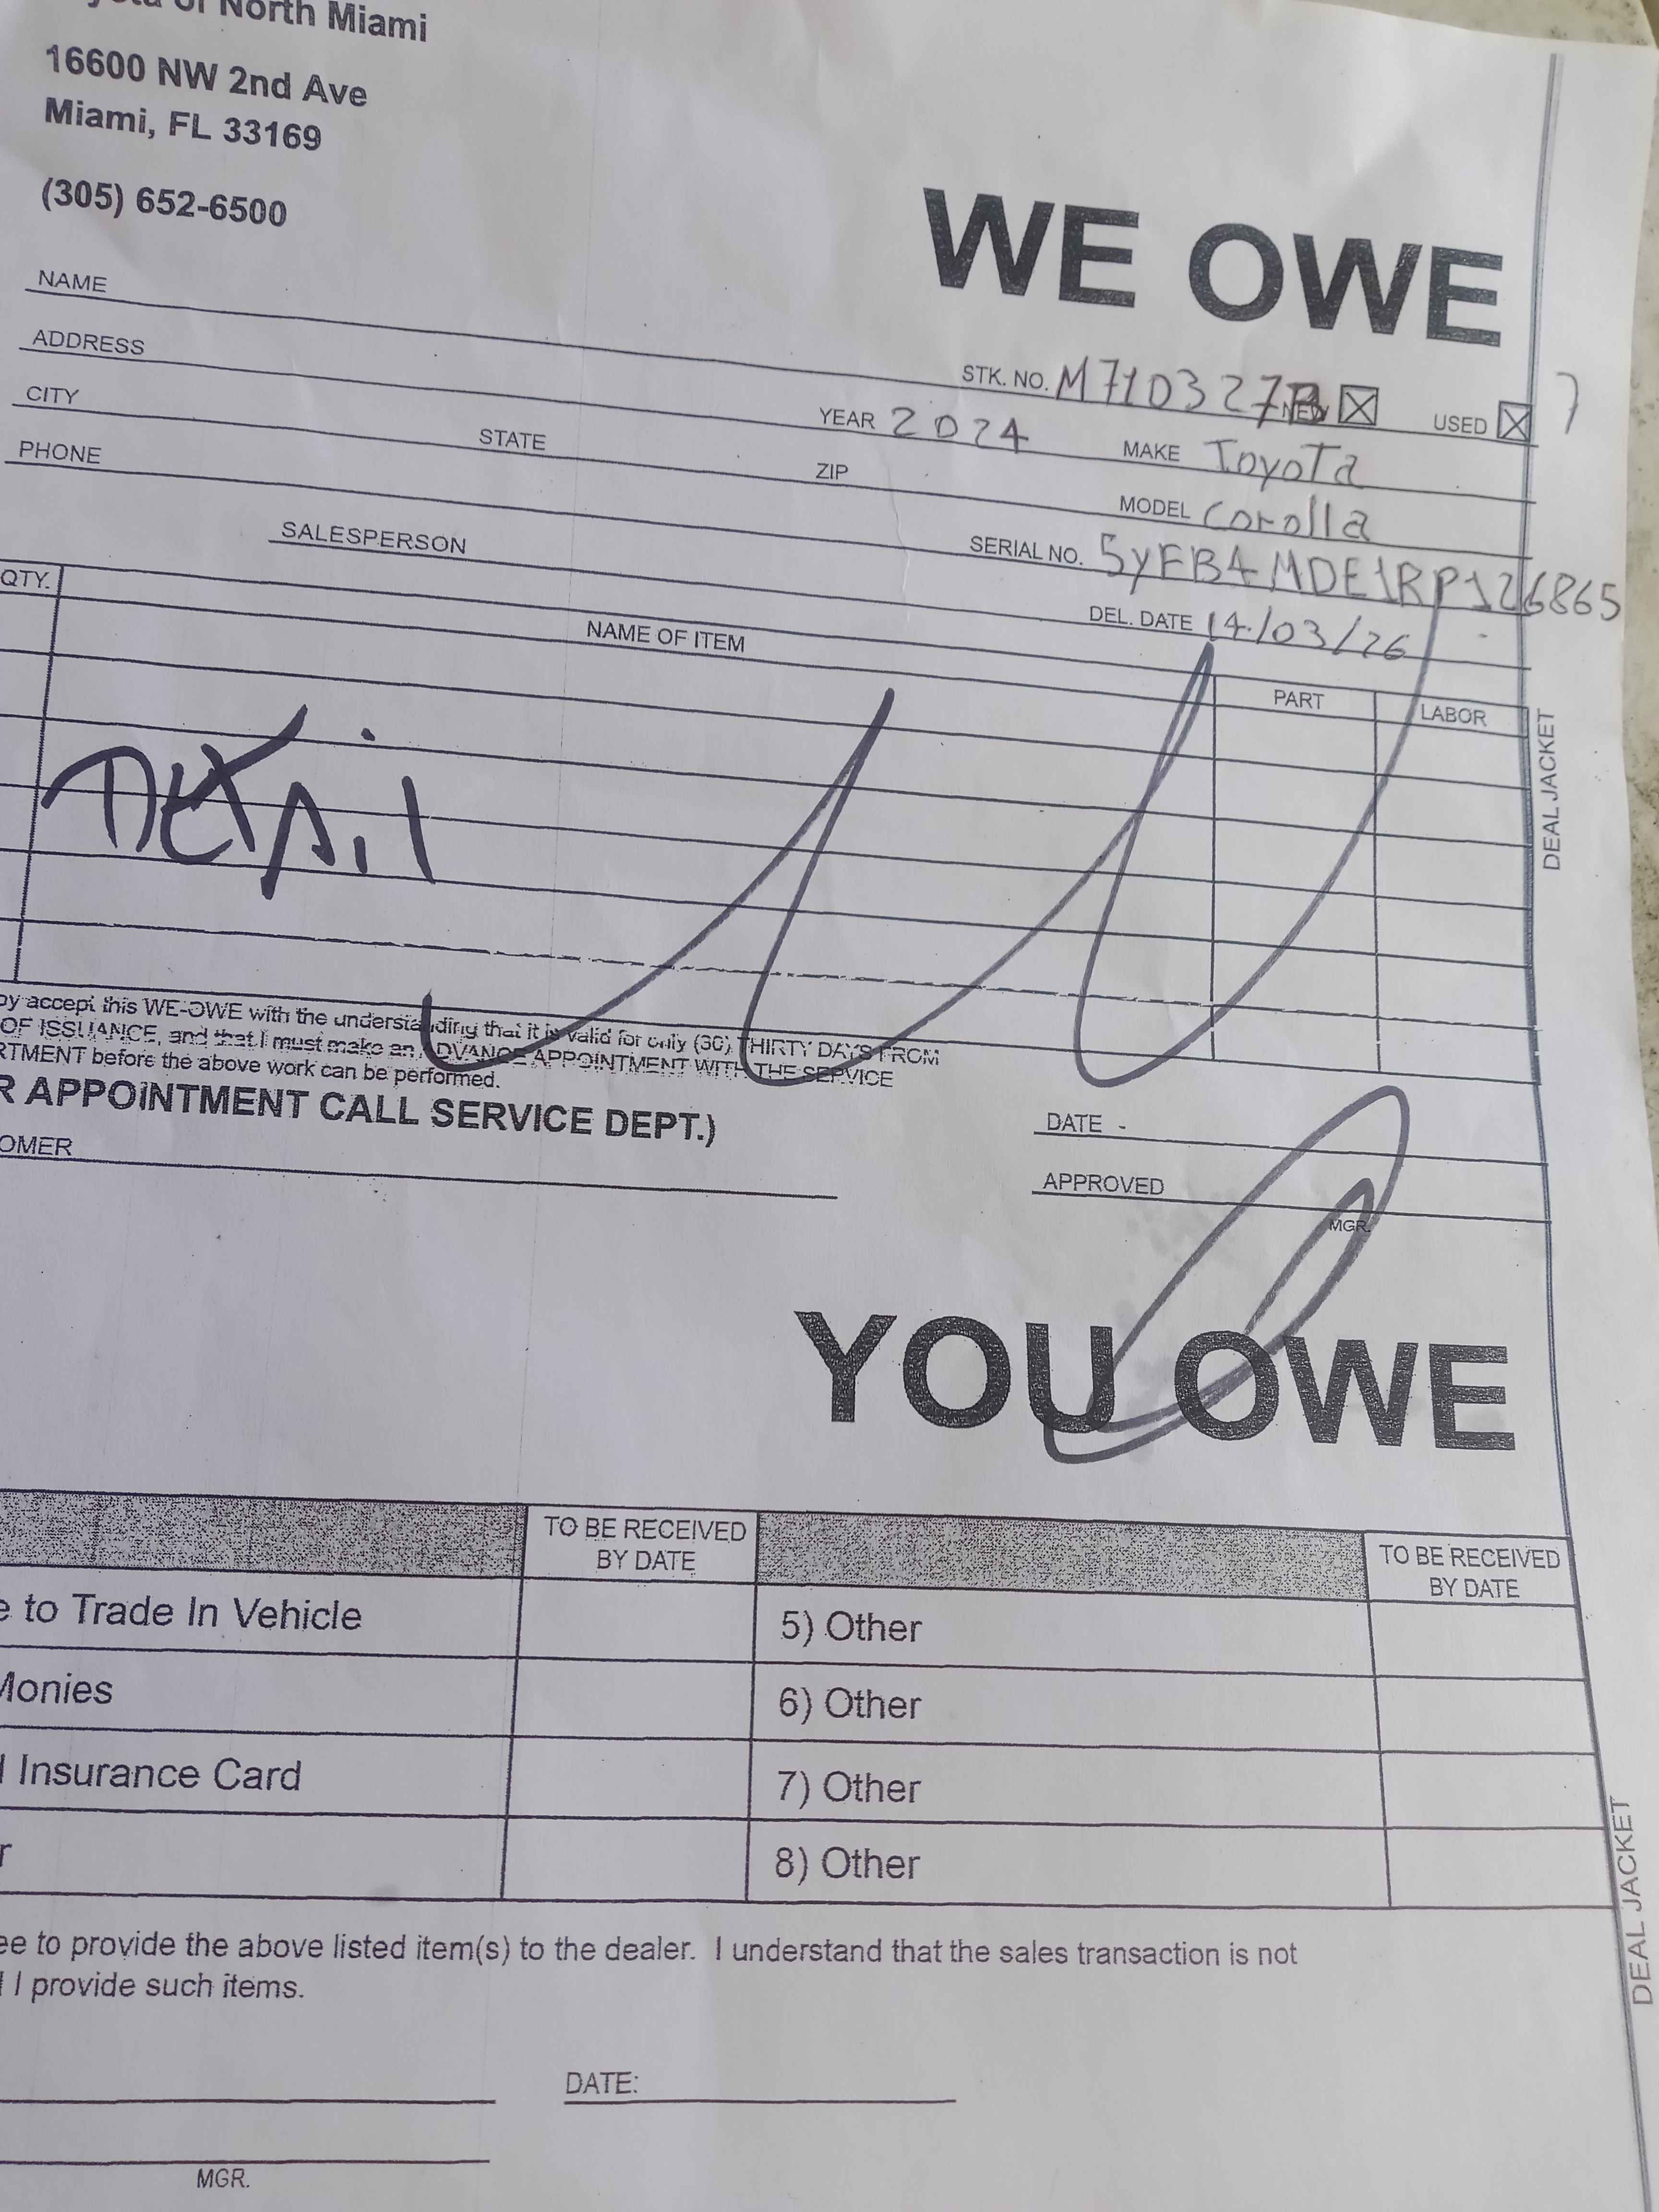 of North Miami
16600 NW 2nd Ave
Miami, FL 33169
(305) 652-6500
WE OWE
NAME
ADDRESS
STK. NO. M710327B NEW ☒ USED ☒ 7
CITY STATE ZIP
YEAR 2024 MAKE Toyota
PHONE
MODEL Corolla
SALESPERSON
SERIAL NO. 5YFB4MDE1RP126865
DEL. DATE 14/03/26
QTY. NAME OF ITEM PART LABOR
DETAil
DEAL JACKET
accept this WE-OWE with the understanding that it is valid for only (30) THIRTY DAYS FROM
OF ISSUANCE, and that I must make an ADVANCE APPOINTMENT WITH THE SERVICE
before the above work can be performed.
APPOINTMENT CALL SERVICE DEPT.)
DATE -
APPROVED
MGR.
YOU OWE
TO BE RECEIVED TO BE RECEIVED
BY DATE BY DATE
to Trade In Vehicle 5) Other
Monies 6) Other
Insurance Card 7) Other
8) Other
DEAL JACKET
to provide the above listed item(s) to the dealer. I understand that the sales transaction is not
I provide such items.
DATE:
MGR.